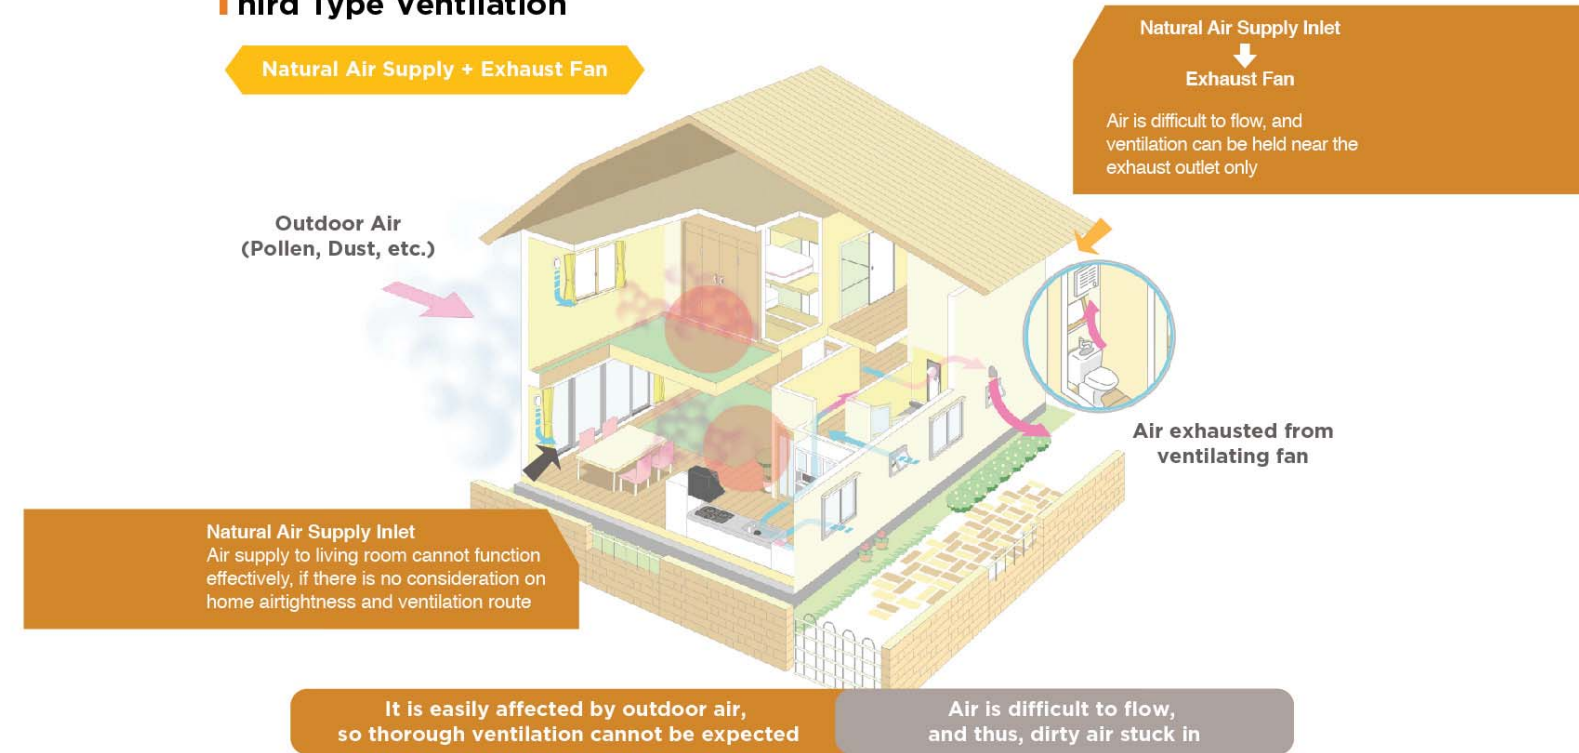 Third Type Ventilation
Natural Air Supply + Exhaust Fan
Natural Air Supply Inlet
Exhaust Fan
Air is difficult to flow, and
ventilation can be held near the
exhaust outlet only
Outdoor Air
(Pollen, Dust, etc.)
Air exhausted from
ventilating fan
Natural Air Supply Inlet
Air supply to living room cannot function
effectively, if there is no consideration on
home airtightness and ventilation route
It is easily affected by outdoor air,
so thorough ventilation cannot be expected
Air is difficult to flow,
and thus, dirty air stuck in